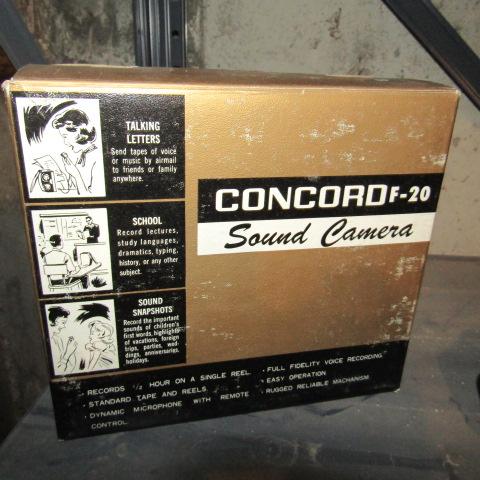 TALKING
LETTERS
Send tapes of voice
or music by airmail
to friends or family
anywhere.
SCHOOL
Record lectures,
study languages,
dramatics, typing,
history, or any other
subject.
SOUND
SNAPSHOTS
Record the important
sounds of children's
first words, highlights
of vacations, foreign
trips, parties, wed-
dings, anniversaries,
holidays.
CONCORD F-20
Sound Camera
· RECORDS 1/2 HOUR ON A SINGLE REEL.
· STANDARD TAPE AND REELS.
· DYNAMIC MICROPHONE WITH REMOTE
CONTROL.
· FULL FIDELITY VOICE RECORDING
· EASY OPERATION
· RUGGED RELIABLE MACHANISM